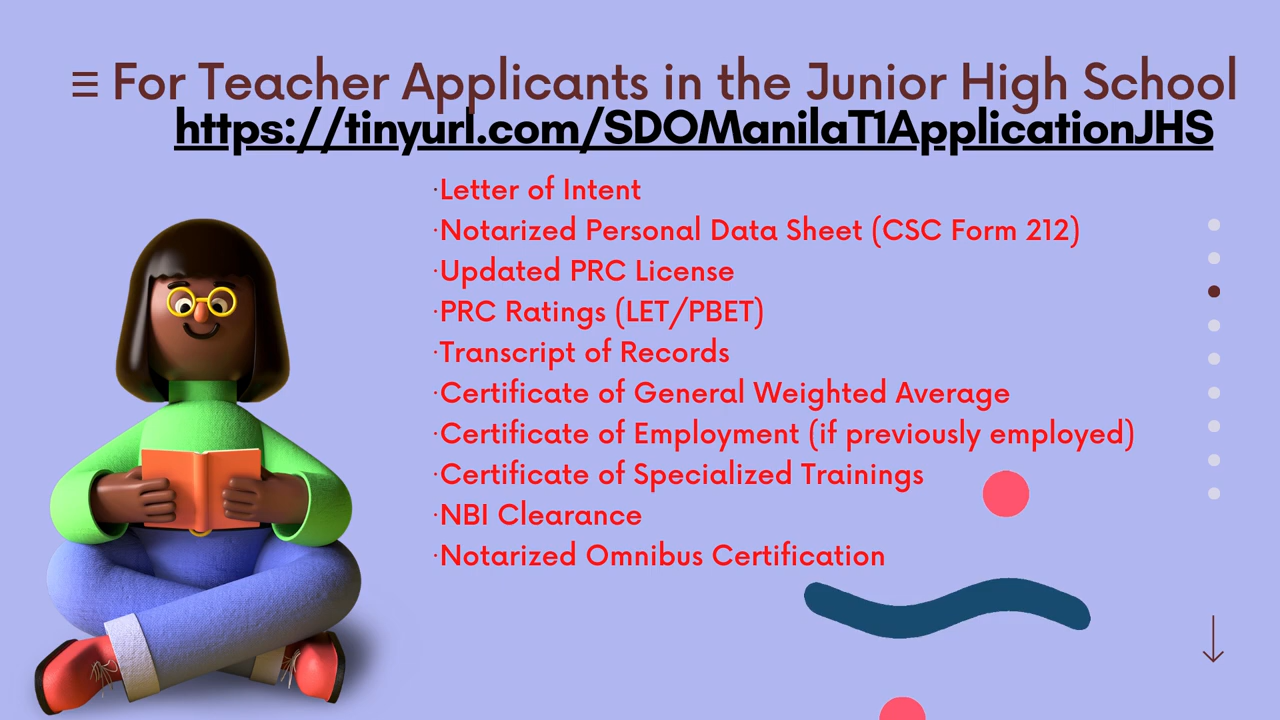 ≡ For Teacher Applicants in the Junior High School
https://tinyurl.com/SDOManilaT1ApplicationJHS
·Letter of Intent
·Notarized Personal Data Sheet (CSC Form 212)
·Updated PRC License
·PRC Ratings (LET/PBET)
·Transcript of Records
·Certificate of General Weighted Average
·Certificate of Employment (if previously employed)
·Certificate of Specialized Trainings
·NBI Clearance
·Notarized Omnibus Certification